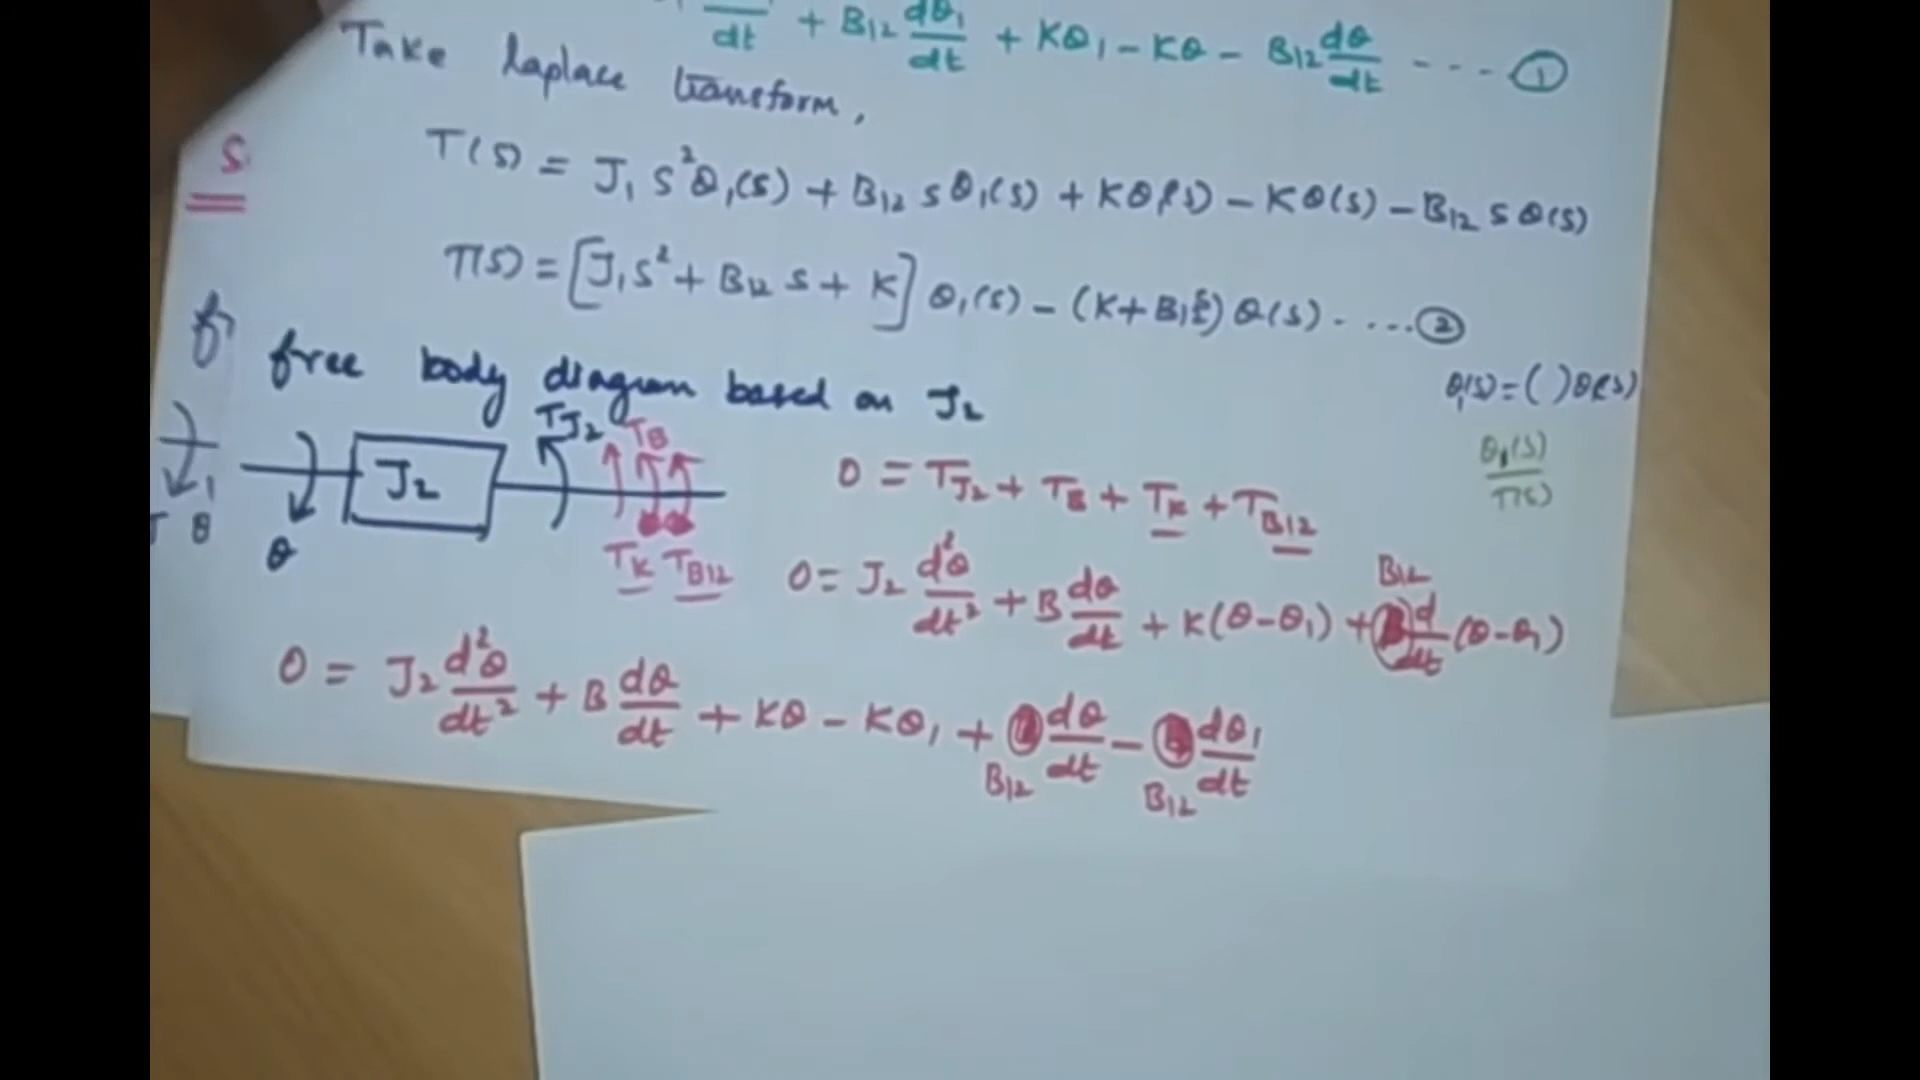 dt + B12 dθ1/dt + Kθ1 - Kθ - B12 dθ/dt ---- ①
Take Laplace transform,
S
T(s) = J1 s²θ1(s) + B12 sθ1(s) + Kθ1(s) - Kθ(s) - B12 s θ(s)
T(s) = [J1s² + B12 s + K] θ1(s) - (K + B12s) θ(s) - .... ②
free body diagram based on J2
θ1(s) = ( ) θ(s)
θ1(s)/T(s)
TJ2 TB
J2
θ
TK TB12
0 = TJ2 + TB + TK + TB12
B12
0 = J2 d²θ/dt² + B dθ/dt + K(θ-θ1) + d/dt (θ-θ1)
0 = J2 d²θ/dt² + B dθ/dt + Kθ - Kθ1 + dθ/dt - dθ1/dt
B12 B12